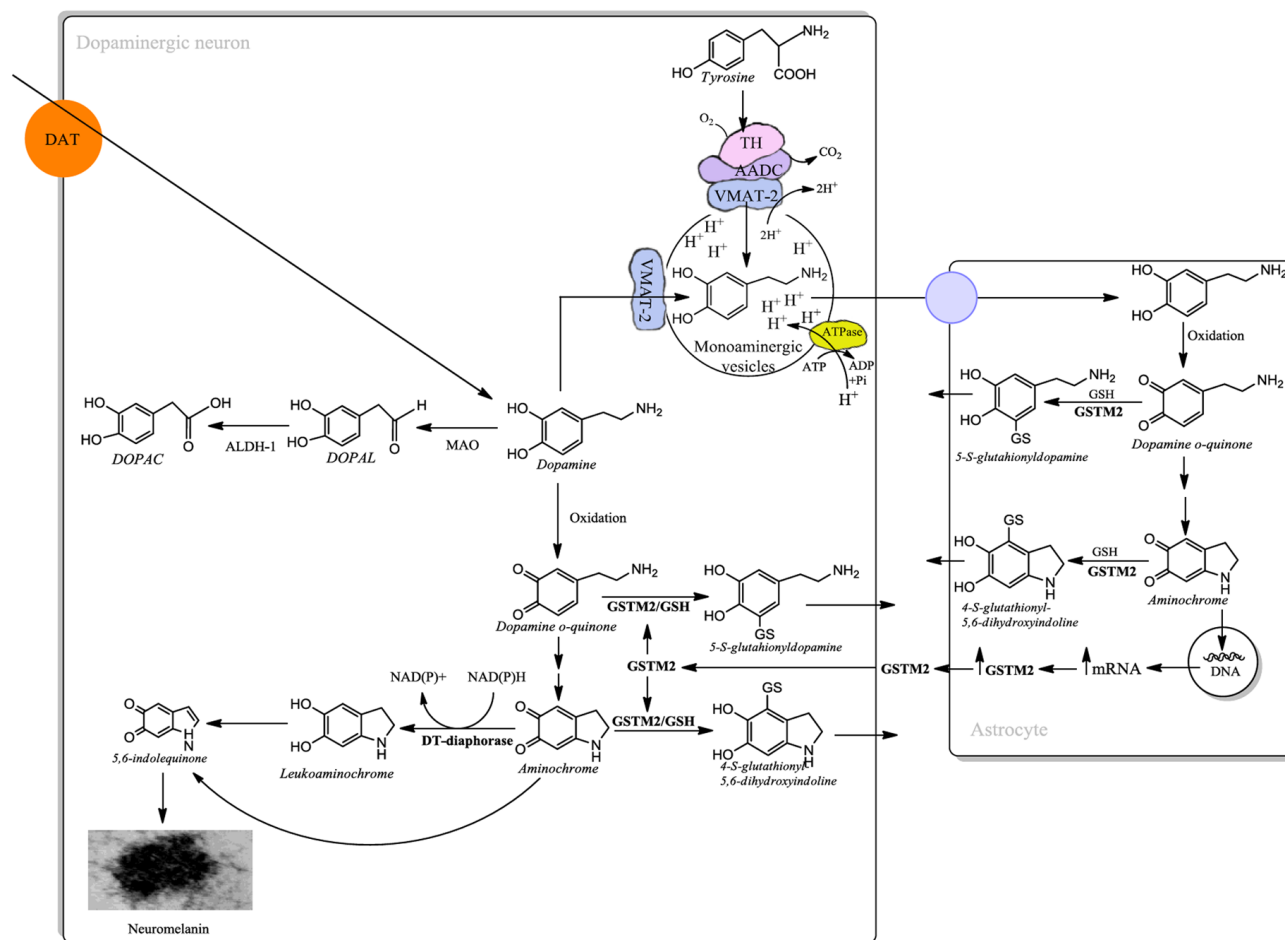 Dopaminergic neuron
NH₂
HO
COOH
Tyrosine
DAT
O₂
TH
AADC
CO₂
VMAT-2
2H⁺
2H⁺
H⁺
H⁺
H⁺
H⁺
VMAT-2
HO
HO
NH₂
H⁺
H⁺
H⁺
H⁺
Monoaminergic
vesicles
ATPase
ATP
ADP
+Pi
H⁺
HO
HO
NH₂
Oxidation
HO
HO
NH₂
GS
5-S-glutahionyldopamine
GSH
GSTM2
O
O
NH₂
Dopamine o-quinone
HO
HO
OH
O
DOPAC
ALDH-1
HO
HO
H
O
DOPAL
MAO
HO
HO
NH₂
Dopamine
Oxidation
O
O
NH₂
Dopamine o-quinone
GSTM2/GSH
HO
HO
NH₂
GS
5-S-glutahionyldopamine
GS
HO
HO
N
H
4-S-glutathionyl-
5,6-dihydroxyindoline
GSH
GSTM2
O
O
N
H
Aminochrome
DNA
mRNA
GSTM2
GSTM2
GSTM2
Astrocyte
O
O
H
N
5,6-indolequinone
HO
HO
N
H
Leukoaminochrome
NAD(P)+
NAD(P)H
DT-diaphorase
O
O
N
H
Aminochrome
GSTM2/GSH
GS
HO
HO
N
H
4-S-glutathionyl-
5,6-dihydroxyindoline
Neuromelanin